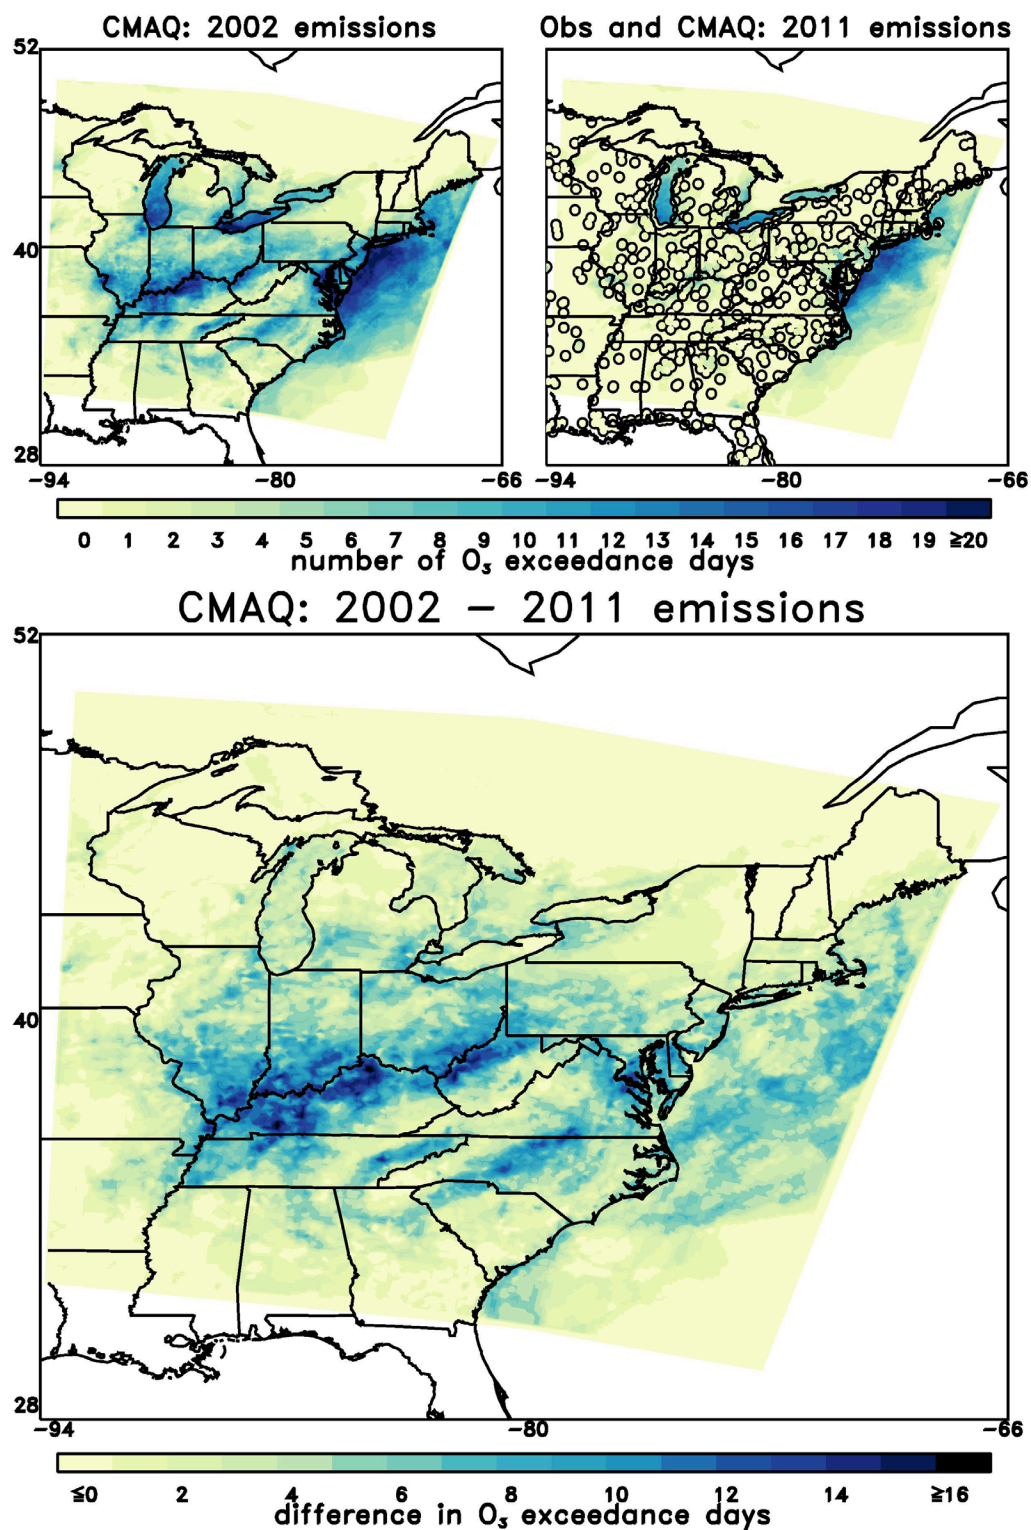 CMAQ: 2002 emissions
Obs and CMAQ: 2011 emissions
52
40
28
−94 −80 −66
−94 −80 −66
0 1 2 3 4 5 6 7 8 9 10 11 12 13 14 15 16 17 18 19 ≥20
number of O₃ exceedance days
CMAQ: 2002 − 2011 emissions
52
40
28
−94 −80 −66
≤0 2 4 6 8 10 12 14 ≥16
difference in O₃ exceedance days